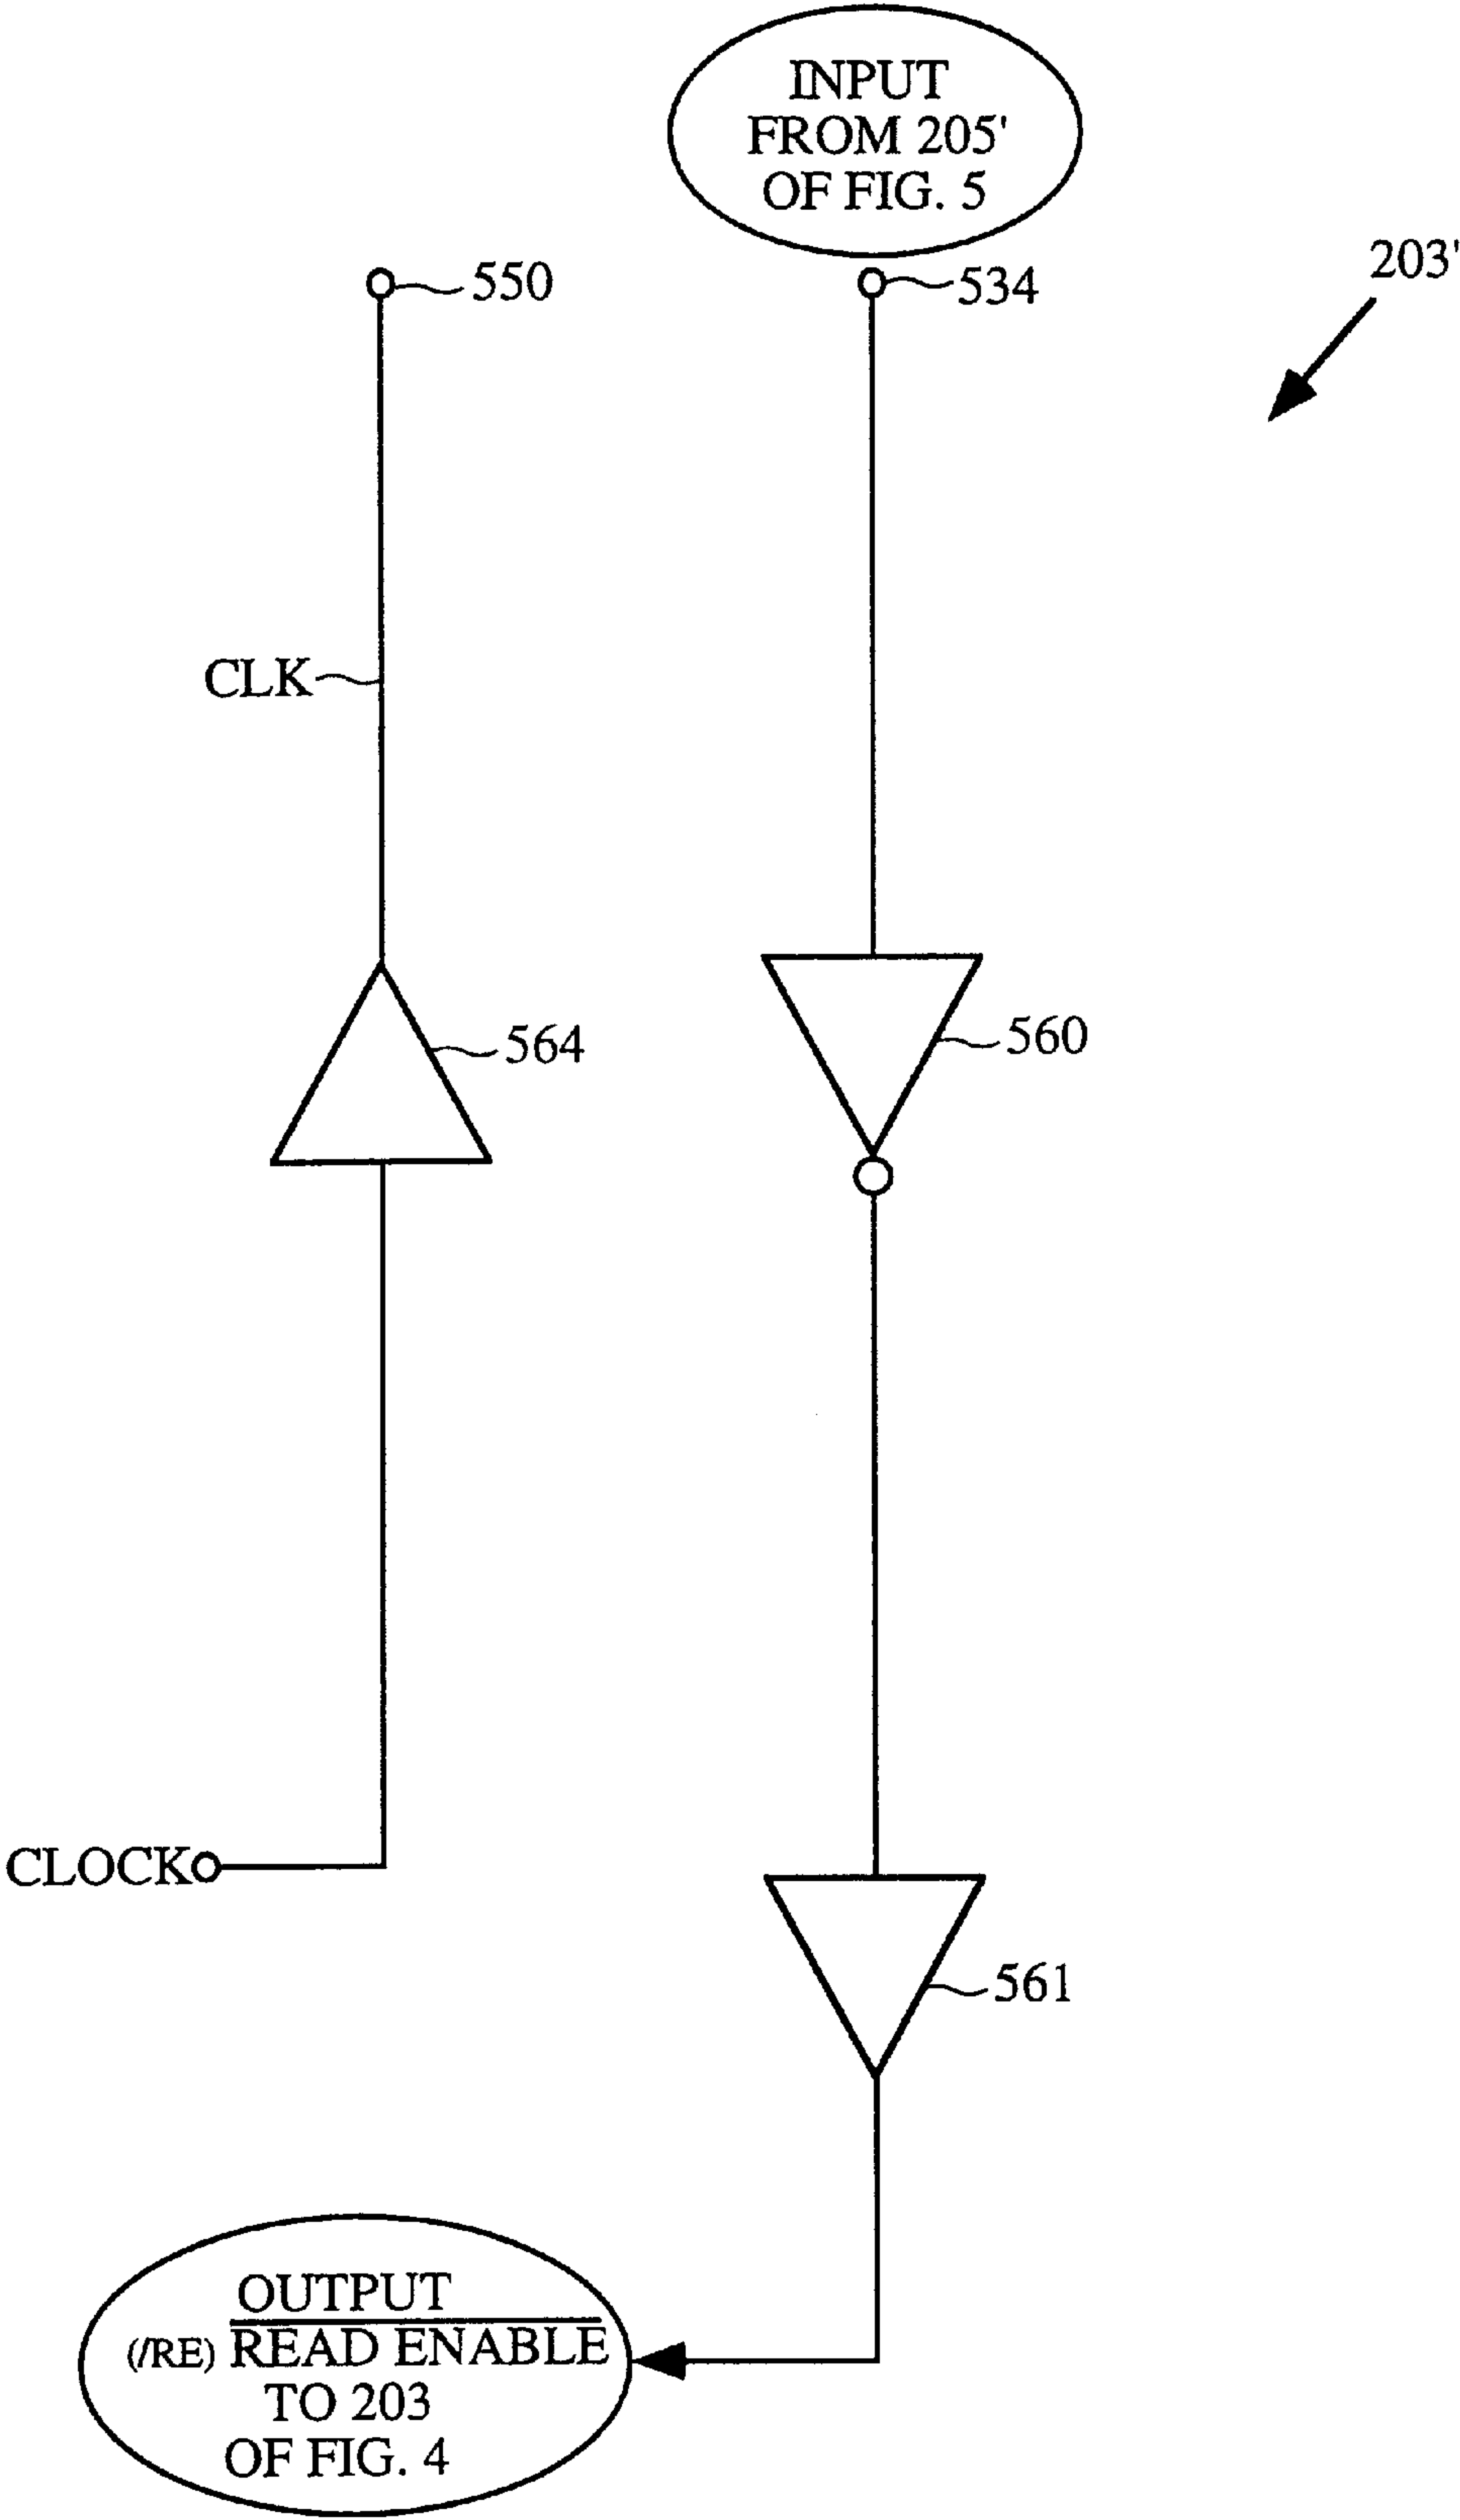 INPUT
FROM 205'
OF FIG. 5
203'
550
534
CLK
564
560
CLOCK
561
OUTPUT
(/RE) READ ENABLE
TO 203
OF FIG. 4